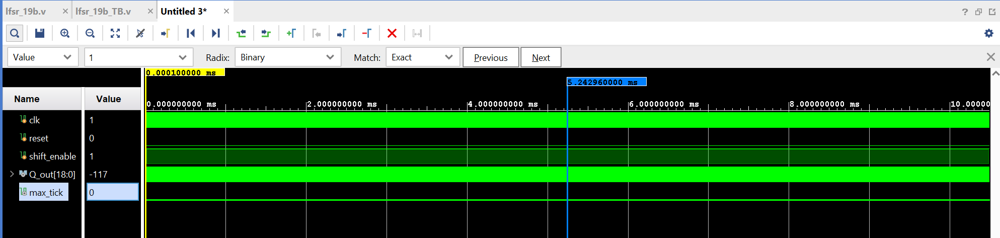 lfsr_19b.v × lfsr_19b_TB.v × Untitled 3* × ?
Value 1 Radix: Binary Match: Exact Previous Next
0.000100000 ms
5.242960000 ms
Name Value
0.000000000 ms 2.000000000 ms 4.000000000 ms 6.000000000 ms 8.000000000 ms 10.00000
clk 1
reset 0
shift_enable 1
Q_out[18:0] -117
max_tick 0